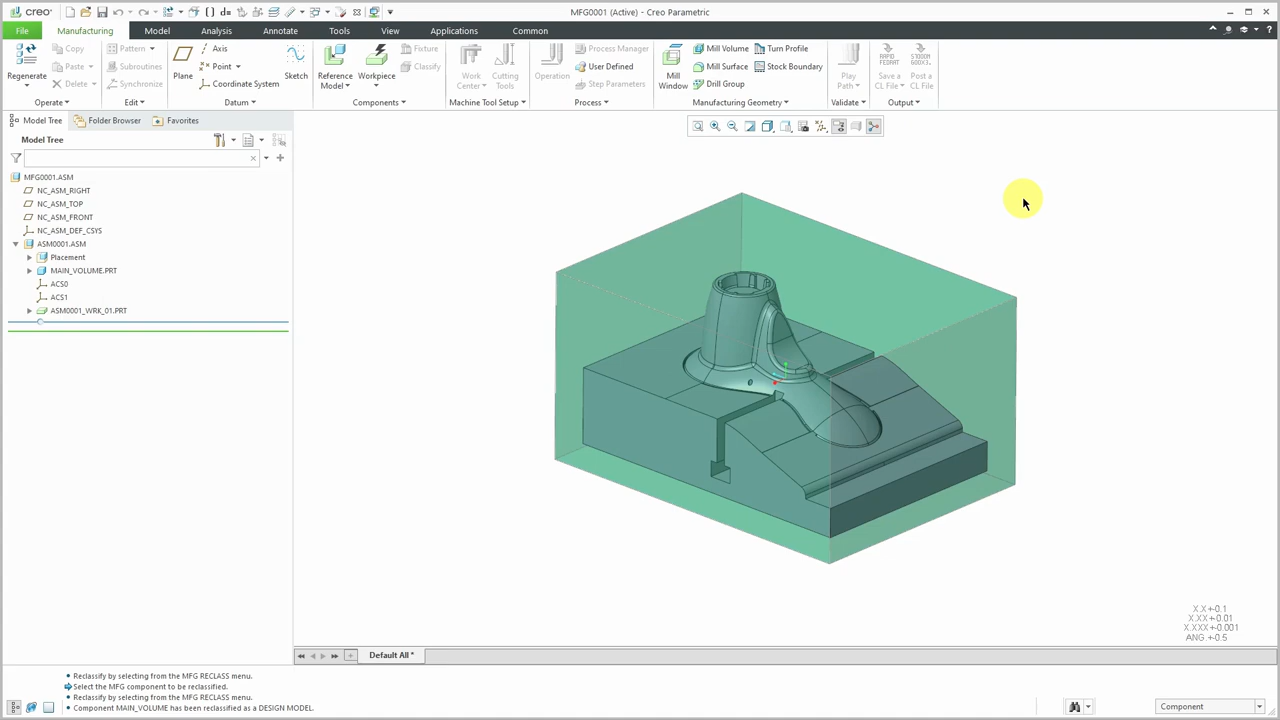 creo MFG0001 (Active) - Creo Parametric
File Manufacturing Model Analysis Annotate Tools View Applications Common
Regenerate Copy Paste Delete Pattern Subroutines Synchronize Plane Axis Point Coordinate System Sketch Reference Model Workpiece Fixture Classify Work Center Cutting Tools Operation Process Manager User Defined Step Parameters Mill Window Mill Volume Mill Surface Drill Group Turn Profile Stock Boundary Play Path Save a CL File Post a CL File
Operate Edit Datum Components Machine Tool Setup Process Manufacturing Geometry Validate Output
Model Tree Folder Browser Favorites
Model Tree
MFG0001.ASM
NC_ASM_RIGHT
NC_ASM_TOP
NC_ASM_FRONT
NC_ASM_DEF_CSYS
ASM0001.ASM
Placement
MAIN_VOLUME.PRT
ACS0
ACS1
ASM0001_WRK_01.PRT
X.X+-0.1
X.XX+-0.01
X.XXX+-0.001
ANG.+-0.5
Default All *
Reclassify by selecting from the MFG RECLASS menu.
Select the MFG component to be reclassified.
Reclassify by selecting from the MFG RECLASS menu.
Component MAIN_VOLUME has been reclassified as a DESIGN MODEL.
Component